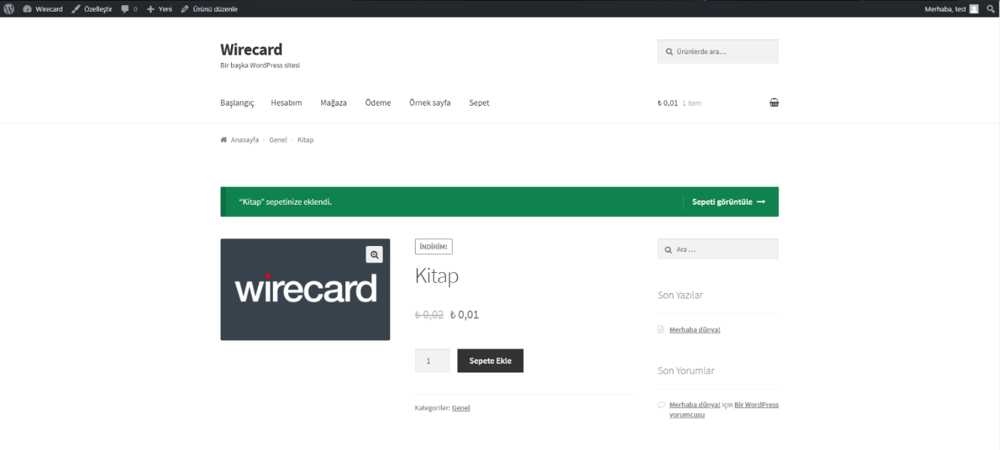 Wirecard Özelleştir 0 Yeni Ürünü düzenle Merhaba, test
Wirecard
Bir başka WordPress sitesi
Ürünlerde ara…
Başlangıç Hesabım Mağaza Ödeme Örnek sayfa Sepet ₺ 0,01 1 item
Anasayfa Genel Kitap
“Kitap” sepetinize eklendi. Sepeti görüntüle →
wirecard
İNDİRİM!
Kitap
₺ 0,02 ₺ 0,01
1 Sepete Ekle
Kategoriler: Genel
Ara …
Son Yazılar
Merhaba dünya!
Son Yorumlar
Merhaba dünya! için Bir WordPress
yorumcusu